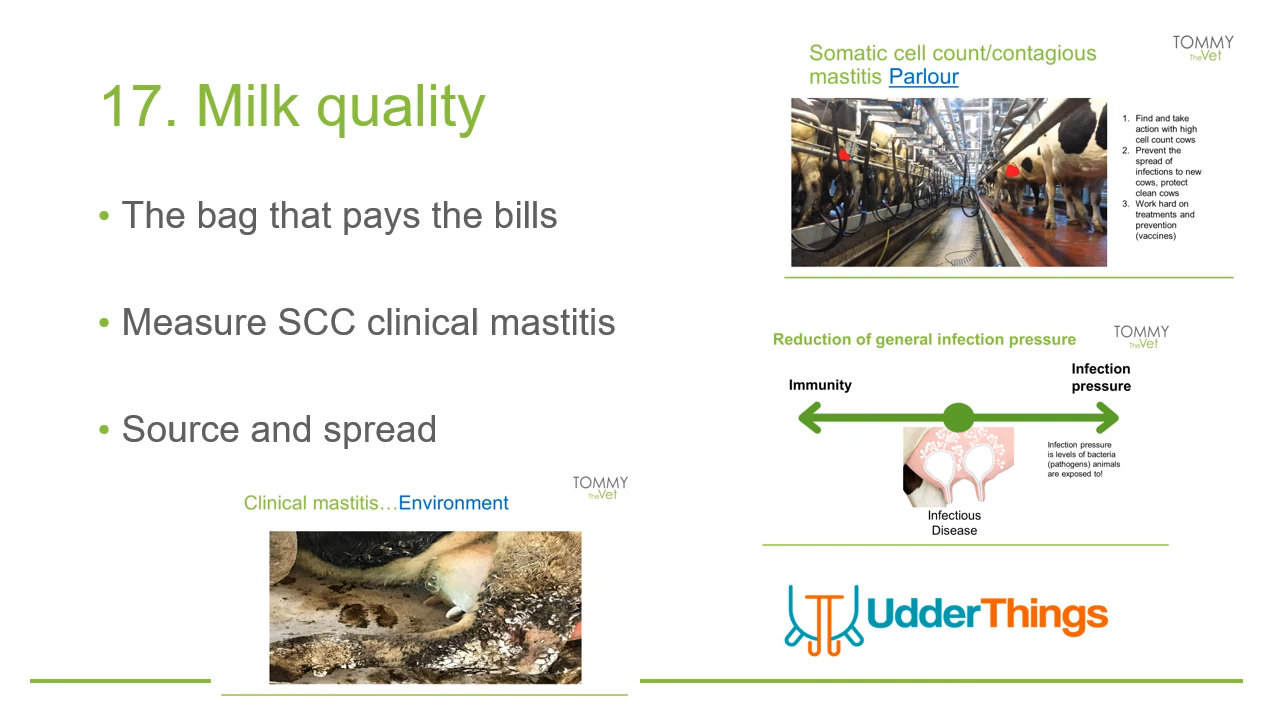 17. Milk quality
• The bag that pays the bills
• Measure SCC clinical mastitis
• Source and spread
TOMMY
TheVet
Clinical mastitis…Environment
TOMMY
TheVet
Somatic cell count/contagious
mastitis Parlour
1. Find and take
action with high
cell count cows
2. Prevent the
spread of
infections to new
cows, protect
clean cows
3. Work hard on
treatments and
prevention
(vaccines)
TOMMY
TheVet
Reduction of general infection pressure
Immunity
Infection
pressure
Infection pressure
is levels of bacteria
(pathogens) animals
are exposed to!
Infectious
Disease
UdderThings